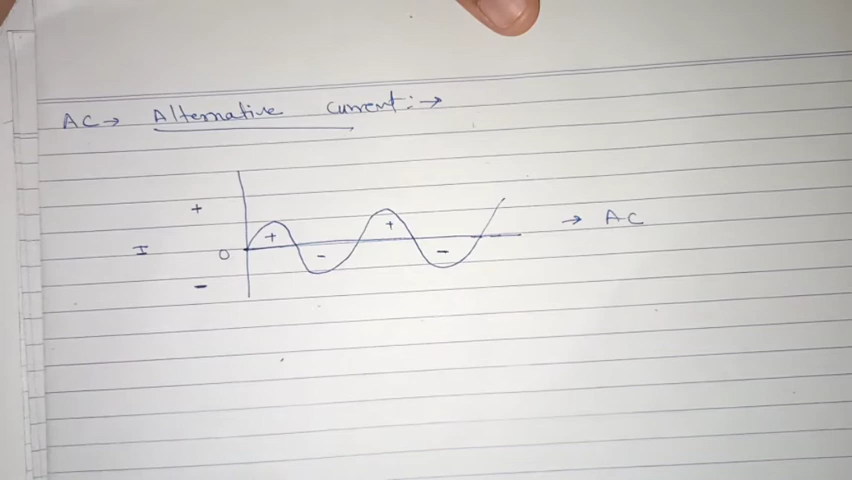 AC → Alternative Current :→
+
+ + → AC
I 0 - -
-